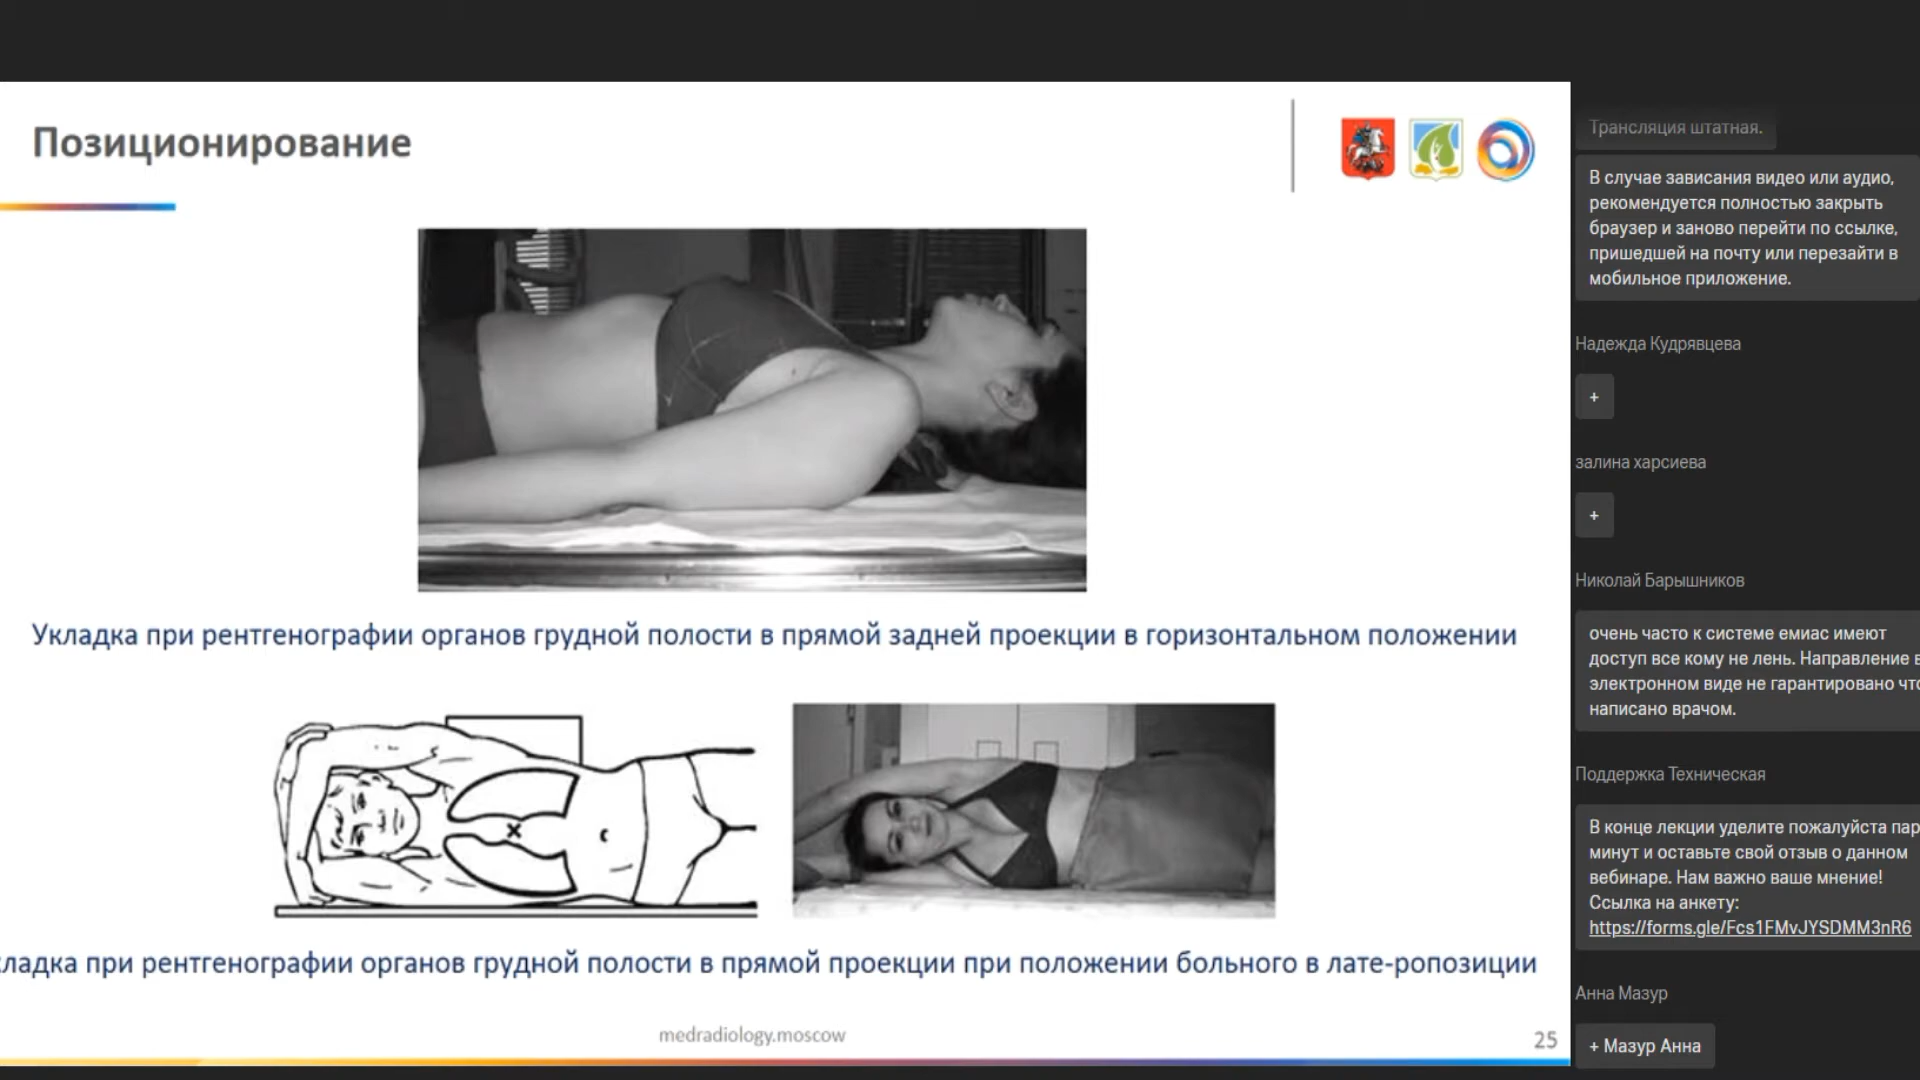 Позиционирование
Укладка при рентгенографии органов грудной полости в прямой задней проекции в горизонтальном положении
при рентгенографии органов грудной полости в прямой проекции при положении больного в лате-ропозиции
medradiology.moscow
25
Трансляция штатная.
В случае зависания видео или аудио,
рекомендуется полностью закрыть
браузер и заново перейти по ссылке,
пришедшей на почту или перезайти в
мобильное приложение.
Надежда Кудрявцева
+
залина харсиева
+
Николай Барышников
очень часто к системе емиас имеют
доступ все кому не лень. Направление в
электронном виде не гарантировано
написано врачом.
Поддержка Техническая
В конце лекции уделите пожалуйста
минут и оставьте свой отзыв о данном
вебинаре. Нам важно ваше мнение!
Ссылка на анкету:
https://forms.gle/Fcs1FMvJYSDMM3nR6
Анна Мазур
+ Мазур Анна